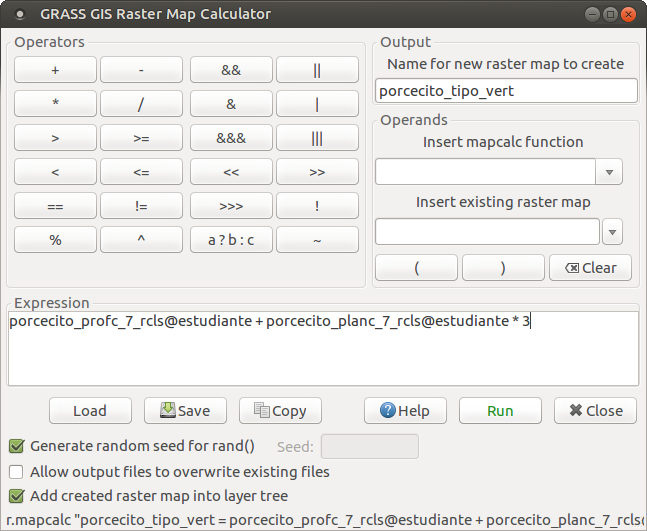 GRASS GIS Raster Map Calculator
Operators
+ - && ||
* / & |
> >= &&& |||
< <= << >>
== != >>> !
% ^ a ? b : c ~
Output
Name for new raster map to create
porcecito_tipo_vert
Operands
Insert mapcalc function
Insert existing raster map
( ) Clear
Expression
porcecito_profc_7_rcls@estudiante + porcecito_planc_7_rcls@estudiante * 3
Load Save Copy Help Run Close
Generate random seed for rand() Seed:
Allow output files to overwrite existing files
Add created raster map into layer tree
r.mapcalc "porcecito_tipo_vert = porcecito_profc_7_rcls@estudiante + porcecito_planc_7_rcls@